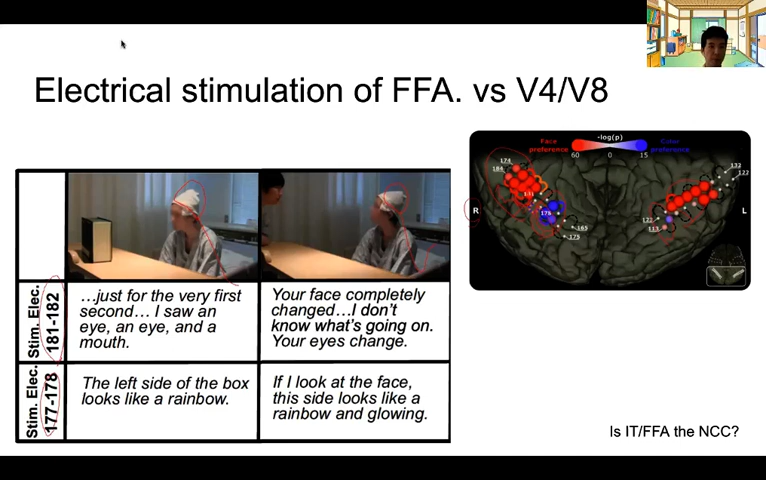 Electrical stimulation of FFA. vs V4/V8
-log(p)
Face preference
Color preference
60
0
15
174
184
R
178
165
175
132
122
L
122
113
Stim. Elec.
181-182
…just for the very first
second… I saw an
eye, an eye, and a
mouth.
Your face completely
changed…I don't
know what's going on.
Your eyes change.
Stim. Elec.
177-178
The left side of the box
looks like a rainbow.
If I look at the face,
this side looks like a
rainbow and glowing.
Is IT/FFA the NCC?